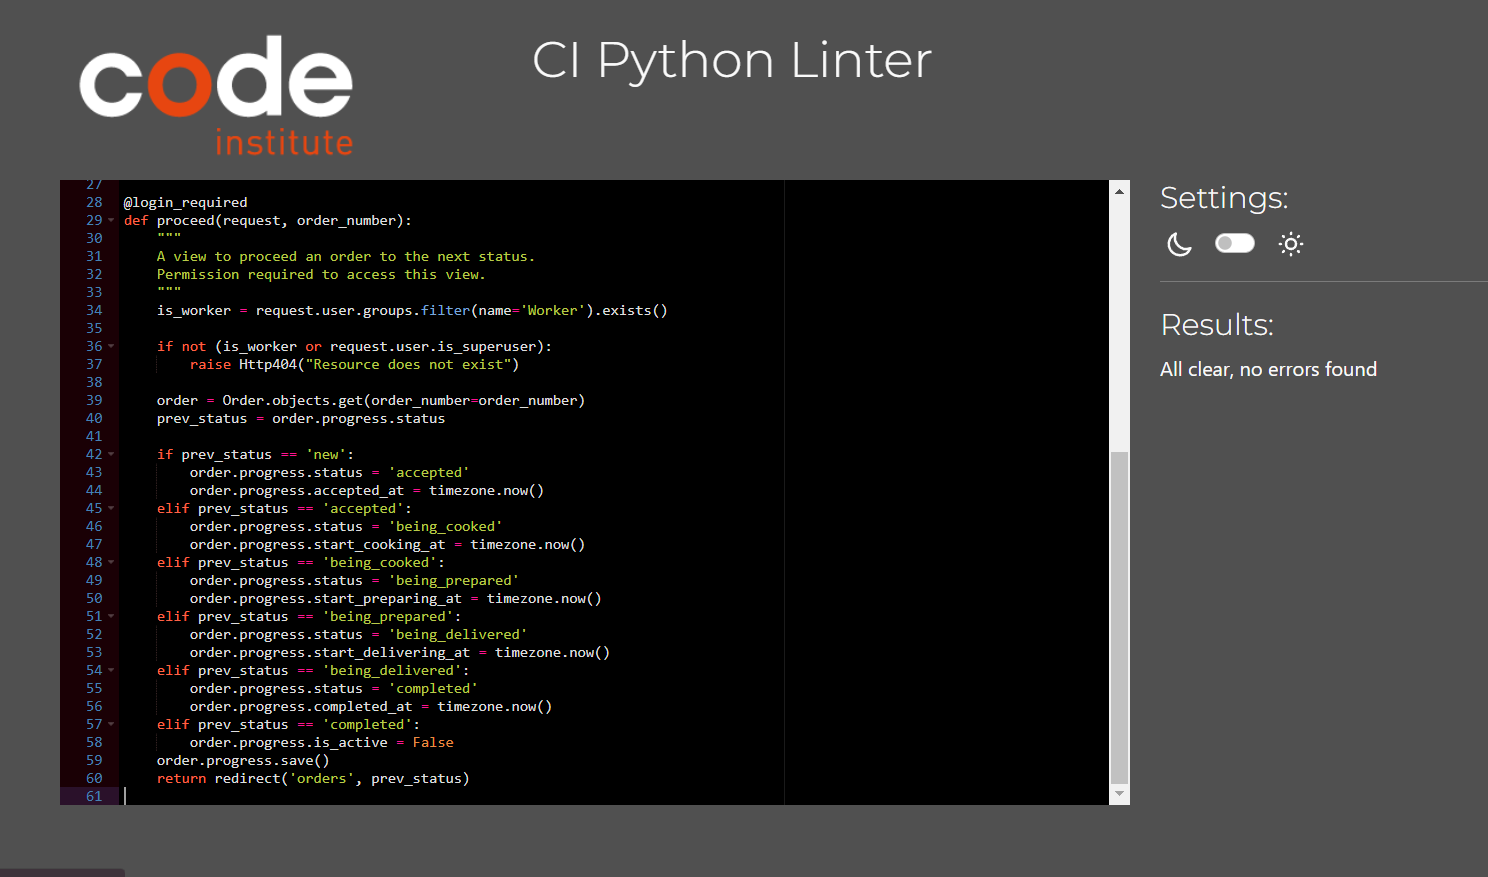 code
institute
CI Python Linter
27
28 @login_required
29 def proceed(request, order_number):
30     """
31     A view to proceed an order to the next status.
32     Permission required to access this view.
33     """
34     is_worker = request.user.groups.filter(name='Worker').exists()
35
36     if not (is_worker or request.user.is_superuser):
37         raise Http404("Resource does not exist")
38
39     order = Order.objects.get(order_number=order_number)
40     prev_status = order.progress.status
41
42     if prev_status == 'new':
43         order.progress.status = 'accepted'
44         order.progress.accepted_at = timezone.now()
45     elif prev_status == 'accepted':
46         order.progress.status = 'being_cooked'
47         order.progress.start_cooking_at = timezone.now()
48     elif prev_status == 'being_cooked':
49         order.progress.status = 'being_prepared'
50         order.progress.start_preparing_at = timezone.now()
51     elif prev_status == 'being_prepared':
52         order.progress.status = 'being_delivered'
53         order.progress.start_delivering_at = timezone.now()
54     elif prev_status == 'being_delivered':
55         order.progress.status = 'completed'
56         order.progress.completed_at = timezone.now()
57     elif prev_status == 'completed':
58         order.progress.is_active = False
59     order.progress.save()
60     return redirect('orders', prev_status)
61
Settings:
Results:
All clear, no errors found